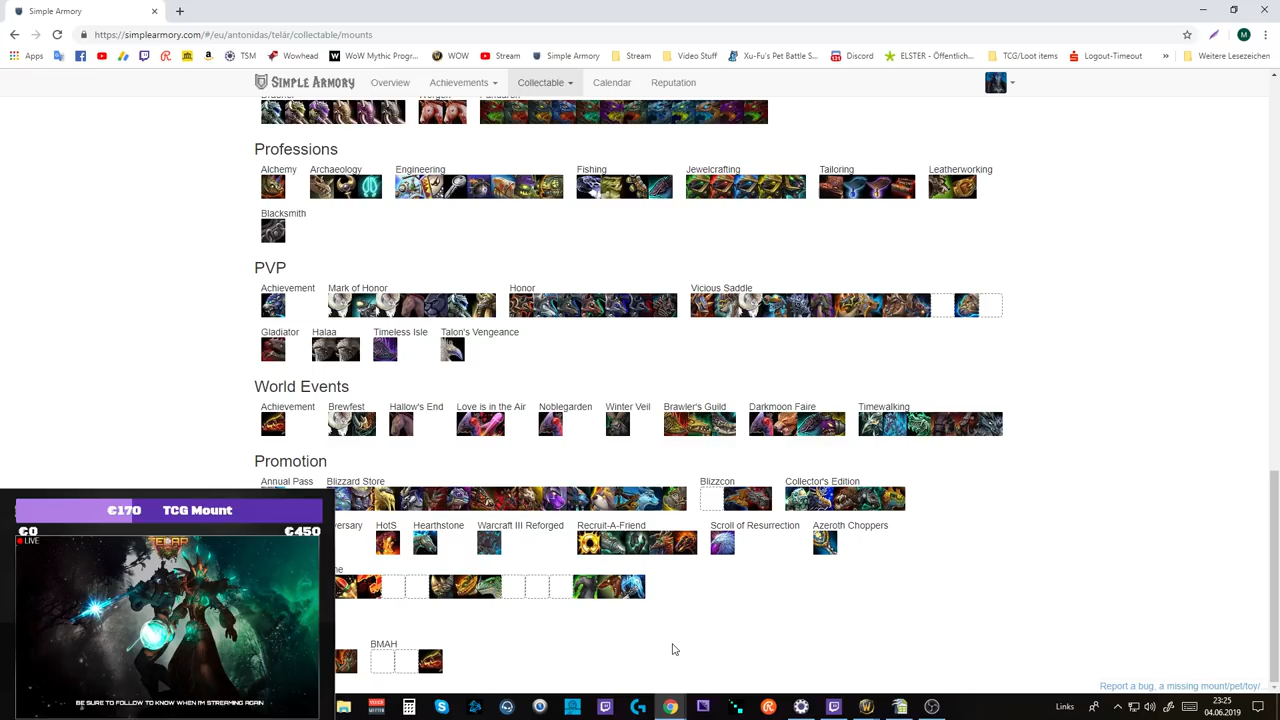 Simple Armory
https://simplearmory.com/#/eu/antonidas/telár/collectable/mounts
Apps
TSM
Wowhead
WoW Mythic Progr...
WOW
Stream
Simple Armory
Stream
Video Stuff
Xu-Fu's Pet Battle S...
Discord
ELSTER - Öffentlich...
TCG/Loot items
Logout-Timeout
»
Weitere Lesezeichen
SIMPLE ARMORY
Overview
Achievements
Collectable
Calendar
Reputation
Professions
Alchemy
Archaeology
Engineering
Fishing
Jewelcrafting
Tailoring
Leatherworking
Blacksmith
PVP
Achievement
Mark of Honor
Honor
Vicious Saddle
Gladiator
Halaa
Timeless Isle
Talon's Vengeance
World Events
Achievement
Brewfest
Hallow's End
Love is in the Air
Noblegarden
Winter Veil
Brawler's Guild
Darkmoon Faire
Timewalking
Promotion
Annual Pass
Blizzard Store
Blizzcon
Collector's Edition
versary
HotS
Hearthstone
Warcraft III Reforged
Recruit-A-Friend
Scroll of Resurrection
Azeroth Choppers
€170 TCG Mount
€0
€450
LIVE
TELAR
me
BMAH
BE SURE TO FOLLOW TO KNOW WHEN I'M STREAMING AGAIN
Report a bug, a missing mount/pet/toy/
Links
23:25
04.06.2019